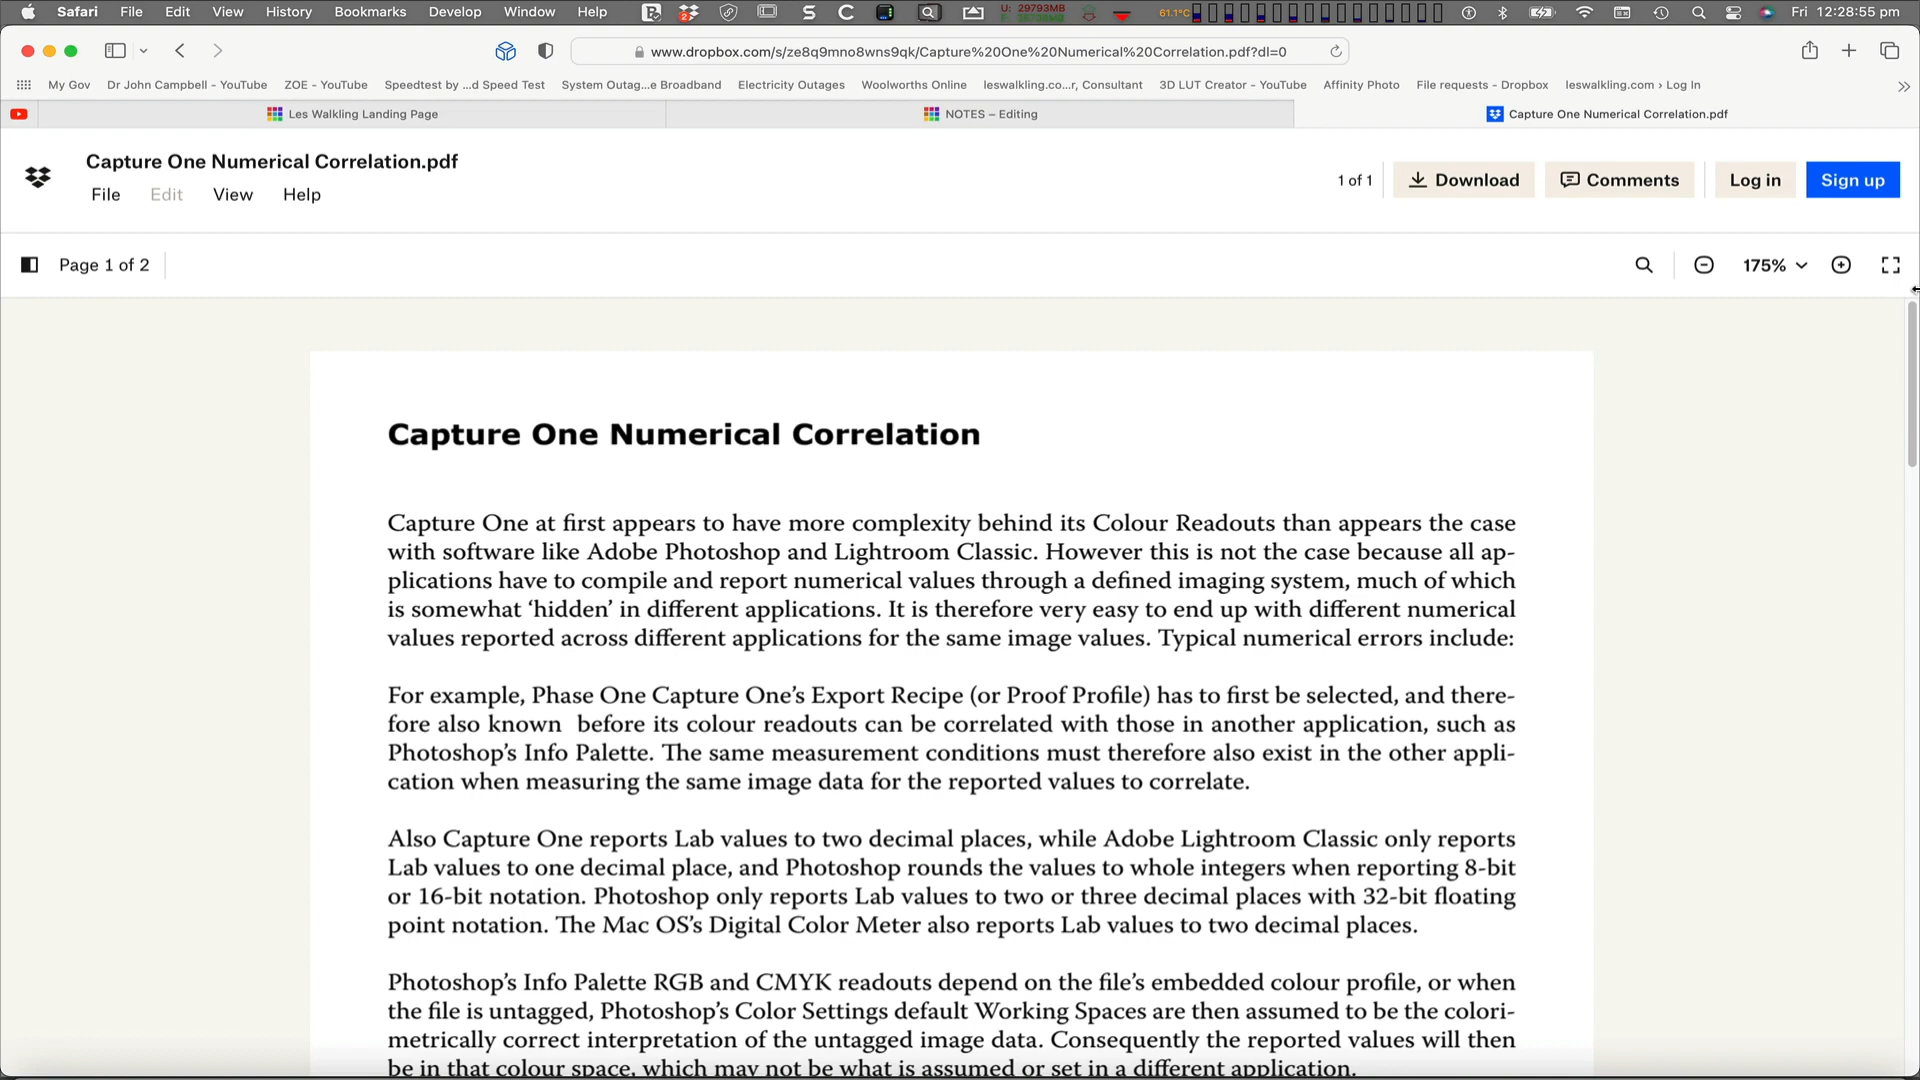 Safari File Edit View History Bookmarks Develop Window Help U: 29793MB 61.1°C Fri 12:28:55 pm
www.dropbox.com/s/ze8q9mno8wns9qk/Capture%20One%20Numerical%20Correlation.pdf?dl=0
My Gov Dr John Campbell - YouTube ZOE - YouTube Speedtest by ...d Speed Test System Outag...e Broadband Electricity Outages Woolworths Online leswalkling.co...r, Consultant 3D LUT Creator - YouTube Affinity Photo File requests - Dropbox leswalkling.com › Log In
Les Walkling Landing Page NOTES – Editing Capture One Numerical Correlation.pdf
Capture One Numerical Correlation.pdf
File Edit View Help
1 of 1 Download Comments Log in Sign up
Page 1 of 2 175%
Capture One Numerical Correlation
Capture One at first appears to have more complexity behind its Colour Readouts than appears the case
with software like Adobe Photoshop and Lightroom Classic. However this is not the case because all ap-
plications have to compile and report numerical values through a defined imaging system, much of which
is somewhat ‘hidden’ in different applications. It is therefore very easy to end up with different numerical
values reported across different applications for the same image values. Typical numerical errors include:
For example, Phase One Capture One’s Export Recipe (or Proof Profile) has to first be selected, and there-
fore also known before its colour readouts can be correlated with those in another application, such as
Photoshop’s Info Palette. The same measurement conditions must therefore also exist in the other appli-
cation when measuring the same image data for the reported values to correlate.
Also Capture One reports Lab values to two decimal places, while Adobe Lightroom Classic only reports
Lab values to one decimal place, and Photoshop rounds the values to whole integers when reporting 8-bit
or 16-bit notation. Photoshop only reports Lab values to two or three decimal places with 32-bit floating
point notation. The Mac OS’s Digital Color Meter also reports Lab values to two decimal places.
Photoshop’s Info Palette RGB and CMYK readouts depend on the file’s embedded colour profile, or when
the file is untagged, Photoshop’s Color Settings default Working Spaces are then assumed to be the colori-
metrically correct interpretation of the untagged image data. Consequently the reported values will then
be in that colour space, which may not be what is assumed or set in a different application.